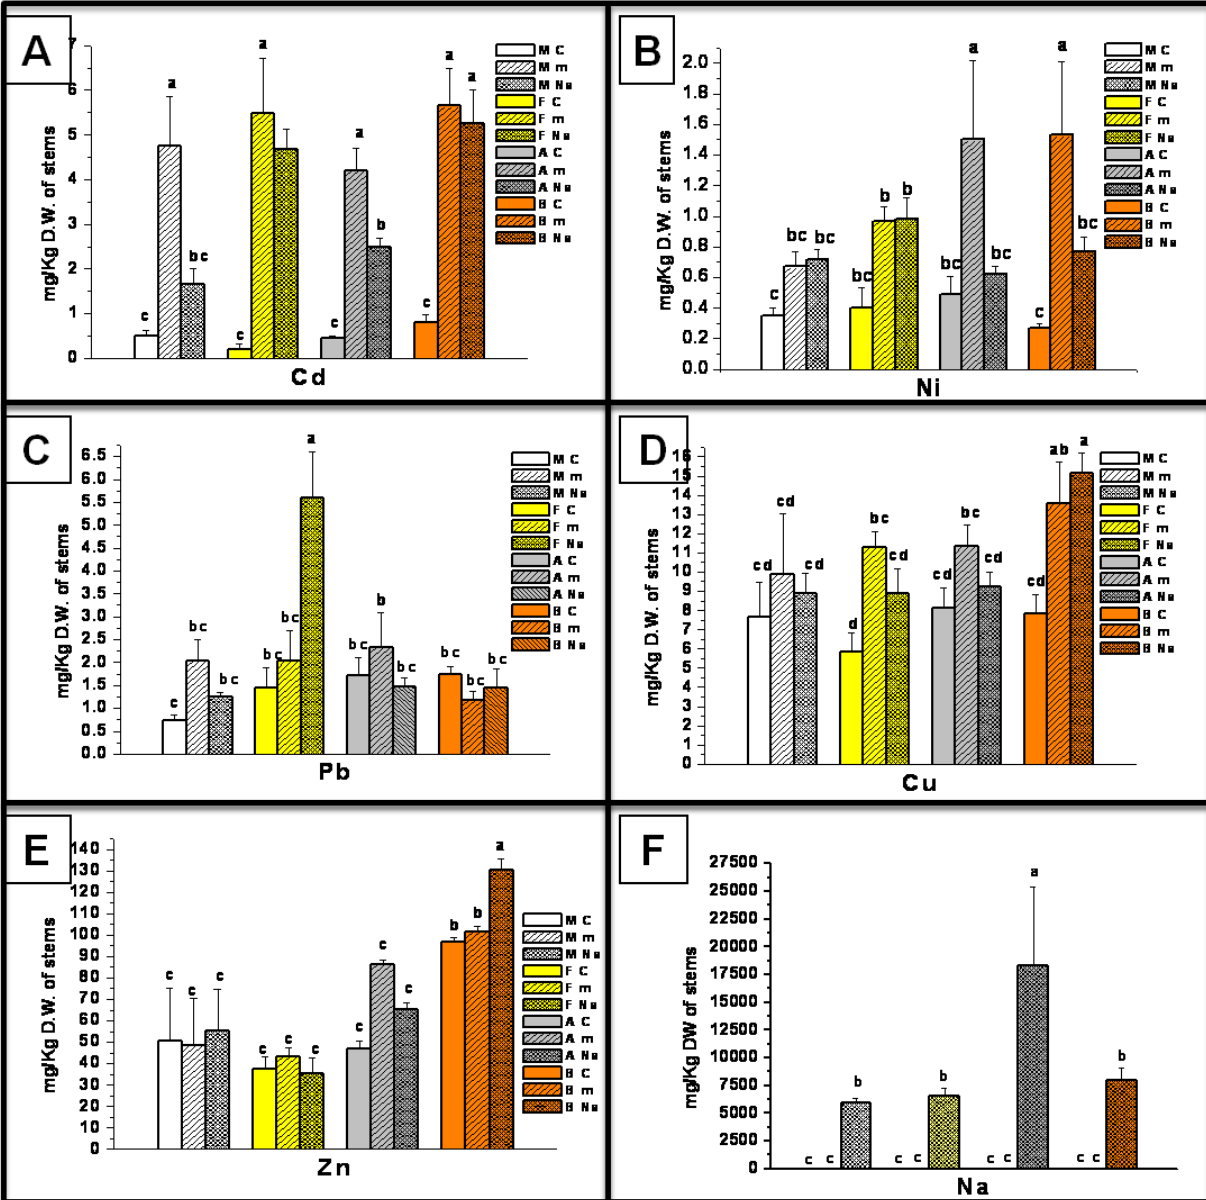 A
mg/Kg D.W. of stems
7
6
5
4
3
2
1
0
c a bc c a c a b c a a
Cd
M C
M m
M Na
F C
F m
F Na
A C
A m
A Na
B C
B m
B Na
B
mg/Kg D.W. of stems
2.0
1.8
1.6
1.4
1.2
1.0
0.8
0.6
0.4
0.2
0.0
c bc bc bc b b bc a bc c a bc
Ni
M C
M m
M Na
F C
F m
F Na
A C
A m
A Na
B C
B m
B Na
C
mg/Kg D.W. of stems
6.5
6.0
5.5
5.0
4.5
4.0
3.5
3.0
2.5
2.0
1.5
1.0
0.5
0.0
c bc bc bc bc a bc b bc bc bc bc
Pb
M C
M m
M Na
F C
F m
F Na
A C
A m
A Na
B C
B m
B Na
D
mg/Kg D.W. of stems
16
15
14
13
12
11
10
9
8
7
6
5
4
3
2
1
0
cd cd cd d bc cd cd bc cd cd ab a
Cu
M C
M m
M Na
F C
F m
F Na
A C
A m
A Na
B C
B m
B Na
E
mg/Kg D.W. of stems
140
130
120
110
100
90
80
70
60
50
40
30
20
10
0
c c c c c c c c c b b a
Zn
M C
M m
M Na
F C
F m
F Na
A C
A m
A Na
B C
B m
B Na
F
mg/Kg DW of stems
27500
25000
22500
20000
17500
15000
12500
10000
7500
5000
2500
0
c c b c c b c c a c c b
Na